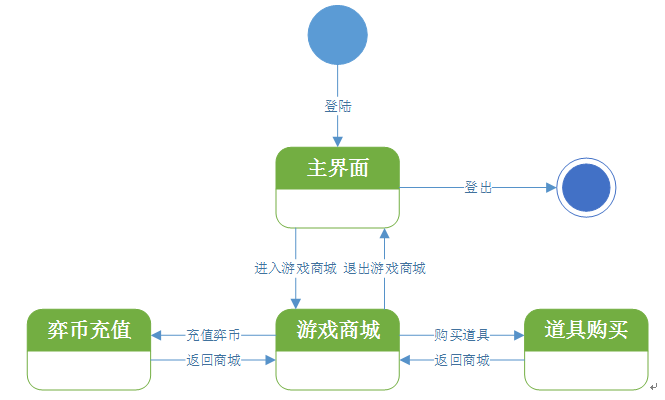 登陆
主界面
登出
进入游戏商城 退出游戏商城
弈币充值
充值弈币
返回商城
游戏商城
购买道具
返回商城
道具购买